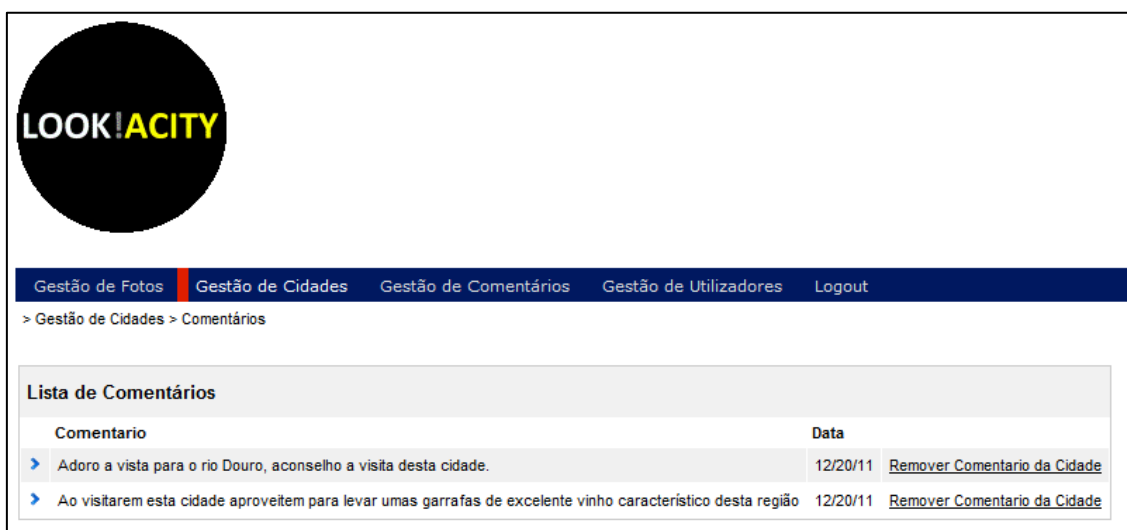 LOOK!ACITY
Gestão de Fotos Gestão de Cidades Gestão de Comentários Gestão de Utilizadores Logout
> Gestão de Cidades > Comentários
Lista de Comentários
Comentario Data
Adoro a vista para o rio Douro, aconselho a visita desta cidade. 12/20/11 Remover Comentario da Cidade
Ao visitarem esta cidade aproveitem para levar umas garrafas de excelente vinho característico desta região 12/20/11 Remover Comentario da Cidade